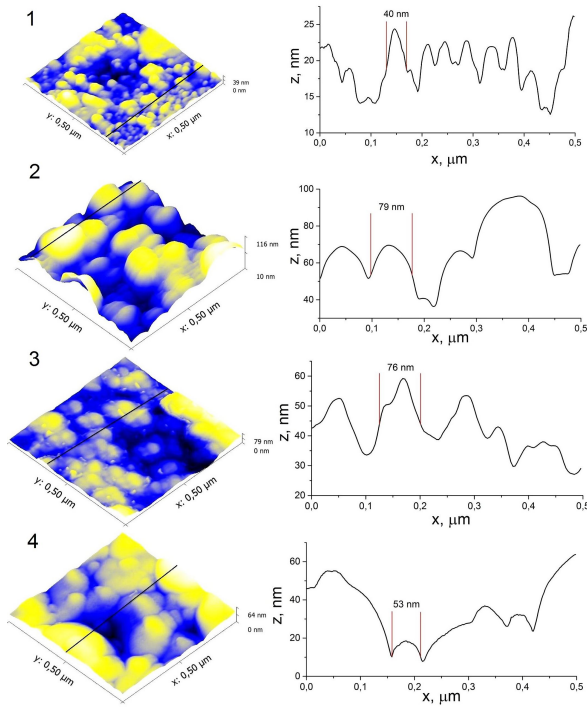 1
39 nm
0 nm
y: 0,50 µm
x: 0,50 µm
40 nm
z, nm
25
20
15
10
0,0 0,1 0,2 0,3 0,4 0,5
x, µm
2
116 nm
10 nm
y: 0,50 µm
x: 0,50 µm
79 nm
z, nm
100
80
60
40
0,0 0,1 0,2 0,3 0,4 0,5
x, µm
3
79 nm
0 nm
y: 0,50 µm
x: 0,50 µm
76 nm
z, nm
60
50
40
30
20
0,0 0,1 0,2 0,3 0,4 0,5
x, µm
4
64 nm
0 nm
y: 0,50 µm
x: 0,50 µm
53 nm
z, nm
60
40
20
0
0,0 0,1 0,2 0,3 0,4 0,5
x, µm